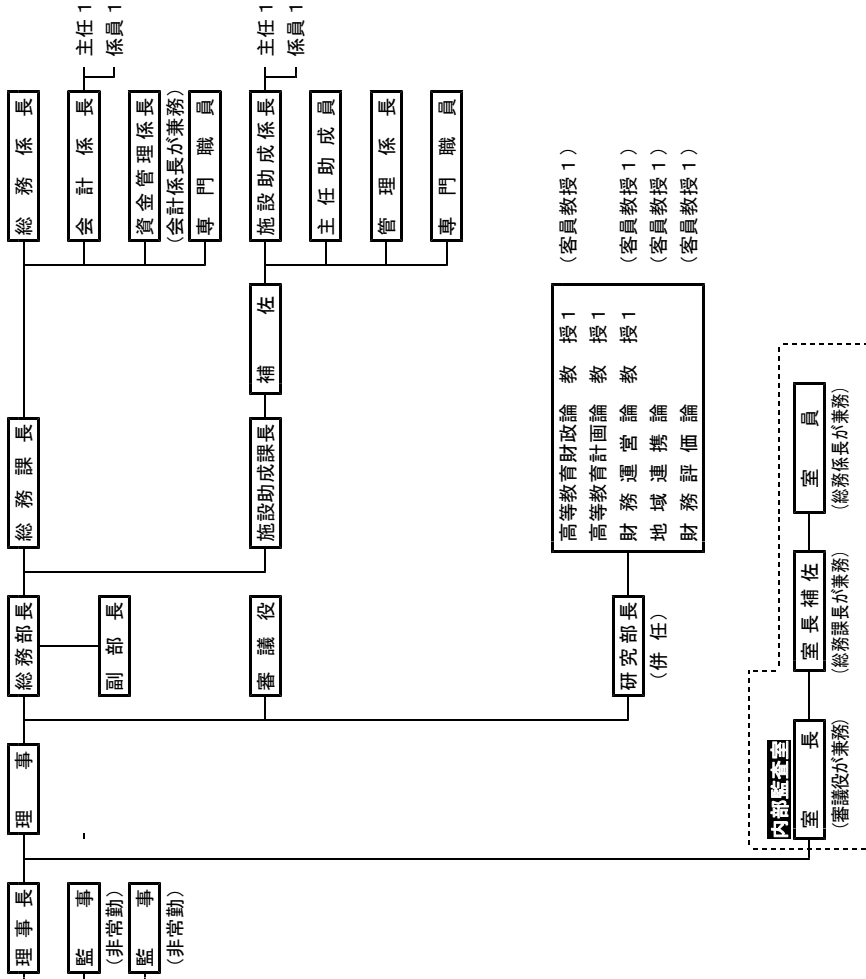 理事長
監事
(非常勤)
監事
(非常勤)
理事
総務部長
副部長
審議役
研究部長
(併任)
総務課長
施設助成課長
補佐
総務係長
会計係長
主任1
係員1
資金管理係長
(会計係長が兼務)
専門職員
施設助成係長
主任1
係員1
主任助成員
管理係長
専門職員
高等教育財政論 教授1 (客員教授1)
高等教育計画論 教授1
財務運営論 教授1 (客員教授1)
地域連携論 (客員教授1)
財務評価論 (客員教授1)
内部監査室
室長
(審議役が兼務)
室長補佐
(総務課長が兼務)
室員
(総務係長が兼務)